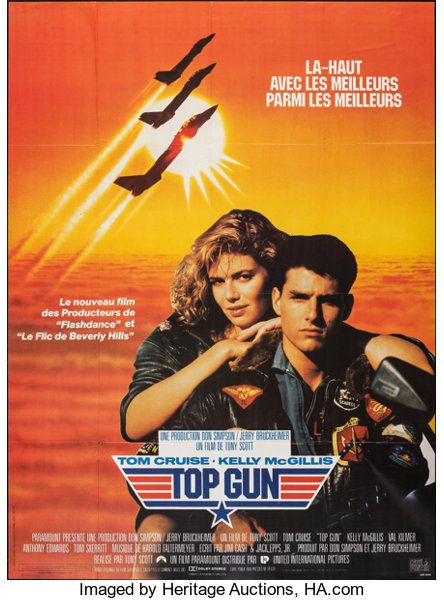 LA-HAUT
AVEC LES MEILLEURS
PARMI LES MEILLEURS
Le nouveau film
des Producteurs de
"Flashdance" et
"Le Flic de Beverly Hills"
UNE PRODUCTION DON SIMPSON / JERRY BRUCKHEIMER
UN FILM DE TONY SCOTT
TOM CRUISE · KELLY McGILLIS
TOP GUN
PARAMOUNT PRESENTE UNE PRODUCTION DON SIMPSON / JERRY BRUCKHEIMER UN FILM DE TONY SCOTT TOM CRUISE "TOP GUN" KELLY McGILLIS VAL KILMER
ANTHONY EDWARDS TOM SKERRITT MUSIQUE DE HAROLD FALTERMEYER ECRIT PAR JIM CASH & JACK EPPS, JR. PRODUIT PAR DON SIMPSON ET JERRY BRUCKHEIMER
REALISE PAR TONY SCOTT UN FILM PARAMOUNT DISTRIBUE PAR UNITED INTERNATIONAL PICTURES
DOLBY STEREO
Imaged by Heritage Auctions, HA.com